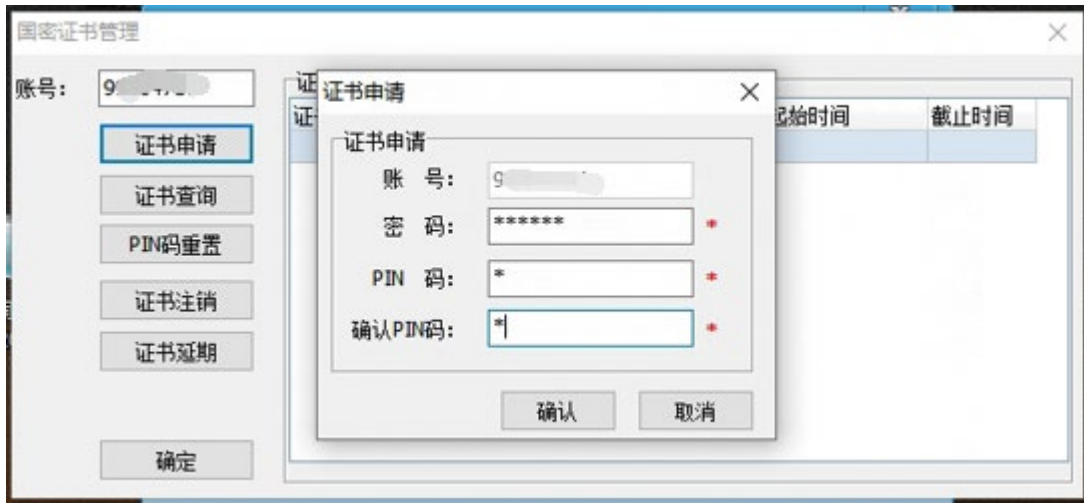 国密证书管理
账号：
证书申请
证书查询
PIN码重置
证书注销
证书延期
确定
证
证
起始时间
截止时间
证书申请
证书申请
账 号：
9
密 码：
******
*
PIN 码：
*
*
确认PIN码：
*
*
确认
取消